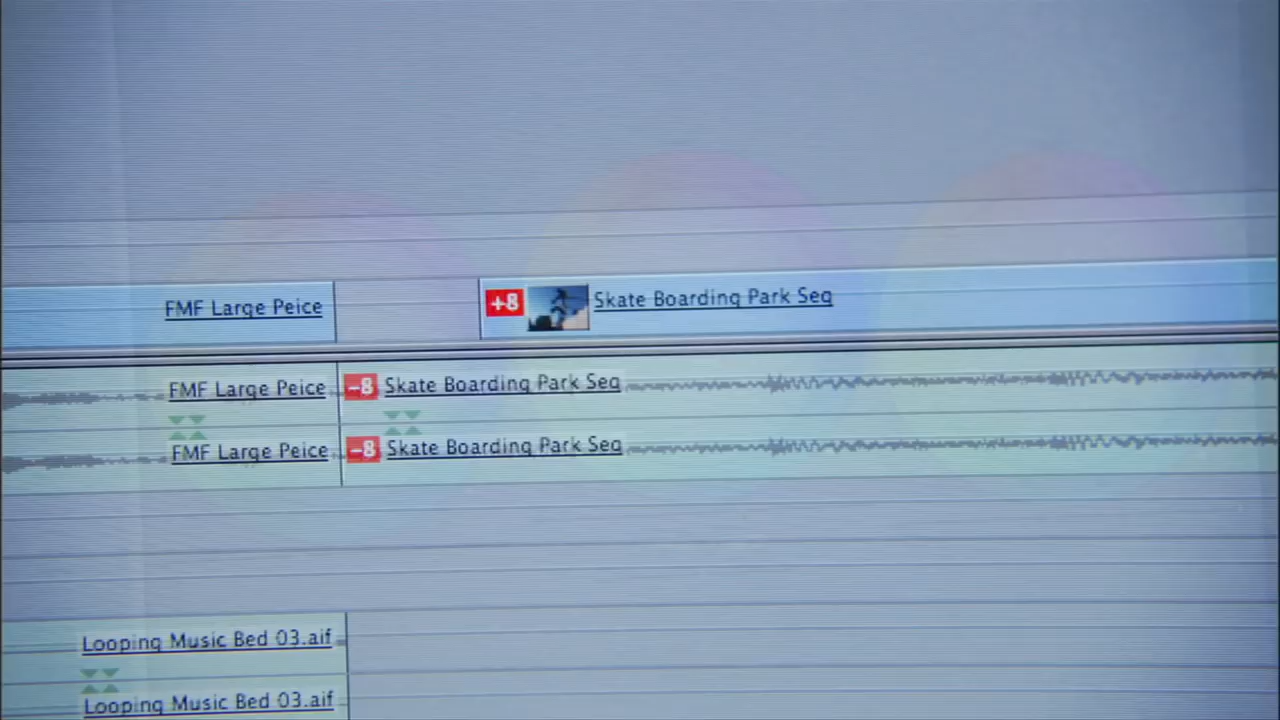 FMF Large Peice
+8 Skate Boarding Park Seq
FMF Large Peice -8 Skate Boarding Park Seq
FMF Large Peice -8 Skate Boarding Park Seq
Looping Music Bed 03.aif
Looping Music Bed 03.aif